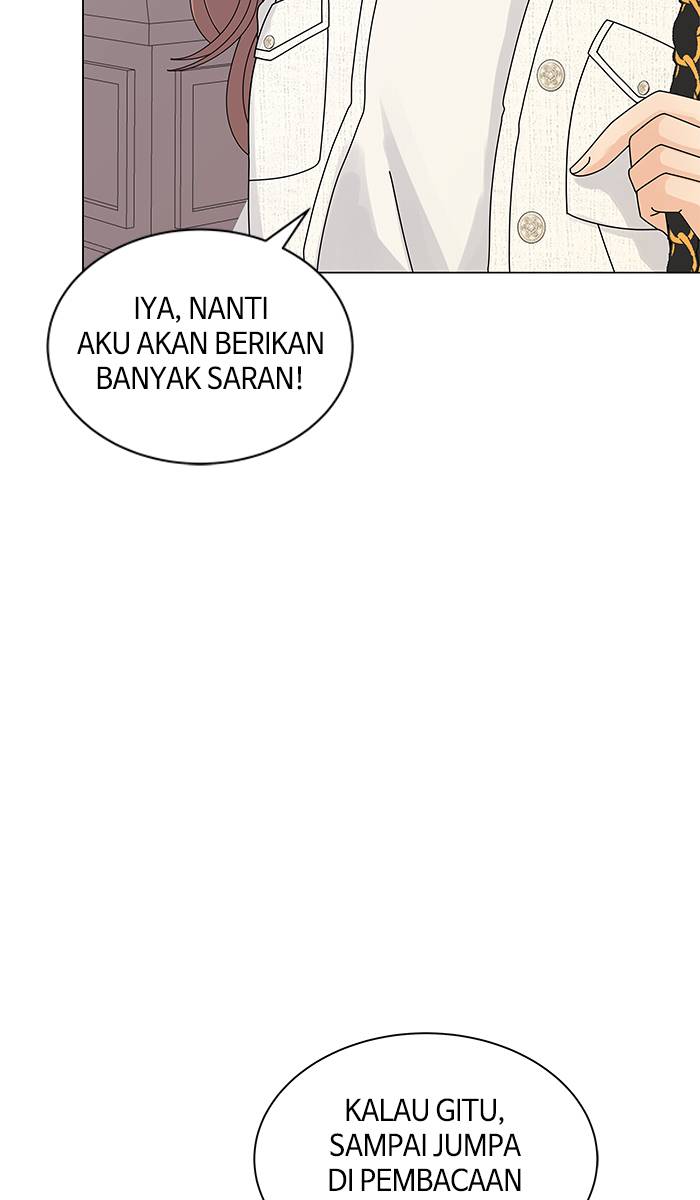 IYA, NANTI
AKU AKAN BERIKAN
BANYAK SARAN!
KALAU GITU,
SAMPAI JUMPA
DI PEMBACAAN